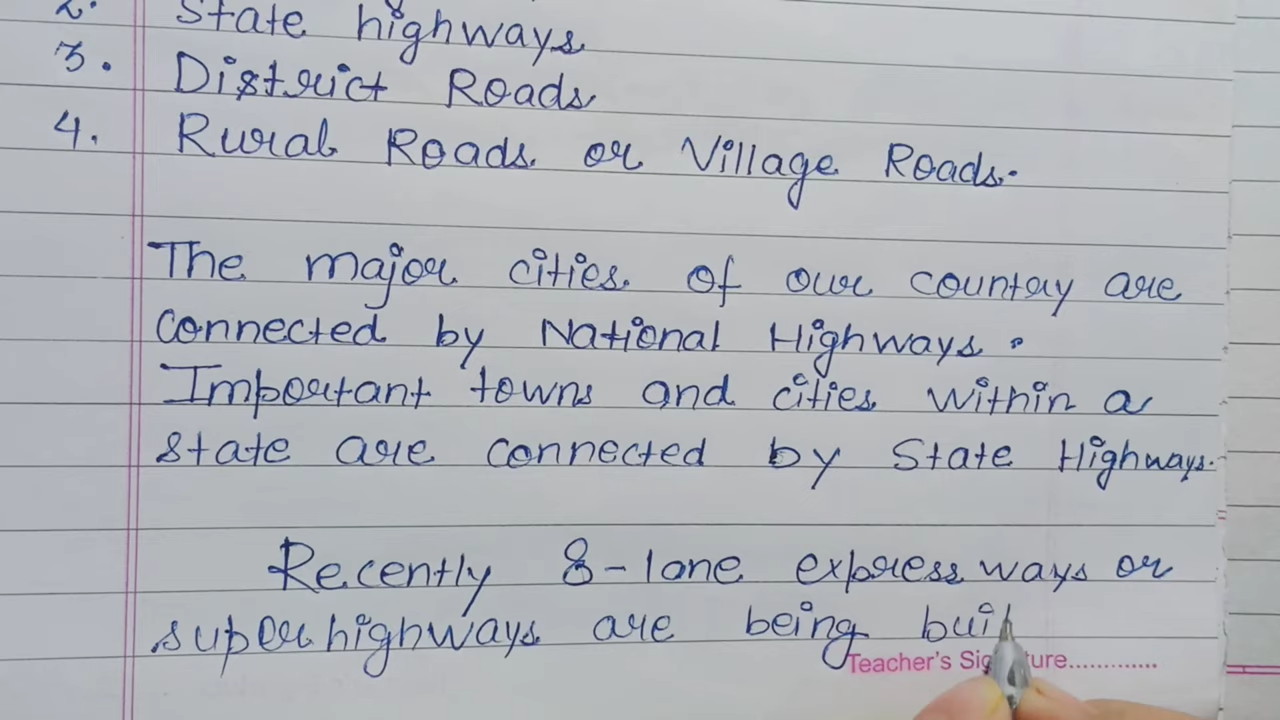 2. State highways
3. District Roads
4. Rural Roads or Village Roads.
The major cities of our country are
connected by National Highways.
Important towns and cities within a
state are connected by State Highways.
Recently 8-lane express ways or
superhighways are being buil
Teacher's Signature.............